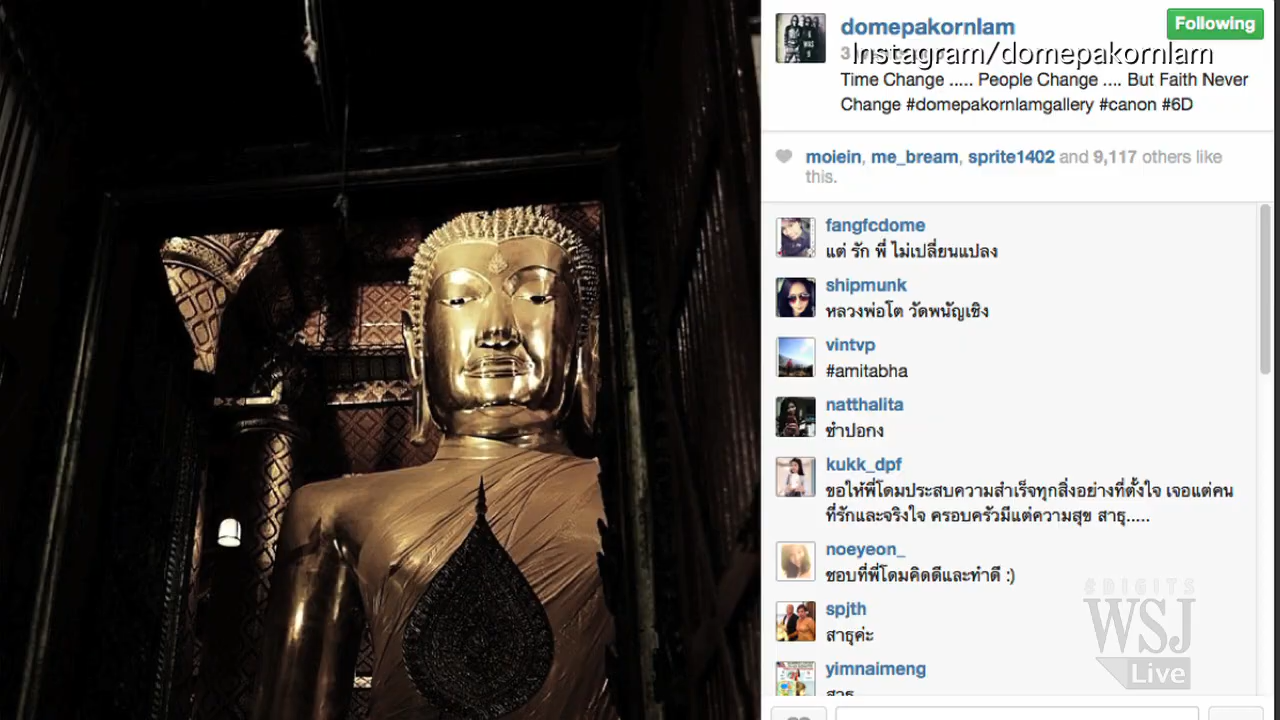 domepakornlam
Following
Instagram/domepakornlam
Time Change ..... People Change .... But Faith Never
Change #domepakornlamgallery #canon #6D
moiein, me_bream, sprite1402 and 9,117 others like
this.
fangfcdome
แต่ รัก พี่ ไม่เปลี่ยนแปลง
shipmunk
หลวงพ่อโต วัดพนัญเชิง
vintvp
#amitabha
natthalita
ซำปอกง
kukk_dpf
ขอให้พี่โดมประสบความสำเร็จทุกสิ่งอย่างที่ตั้งใจ เจอแต่คน
ที่รักและจริงใจ ครอบครัวมีแต่ความสุข สาธุ.....
noeyeon_
ชอบที่พี่โดมคิดดีและทำดี :)
spjth
สาธุค่ะ
yimnaimeng
สาธุ
#DIGITS
WSJ
Live